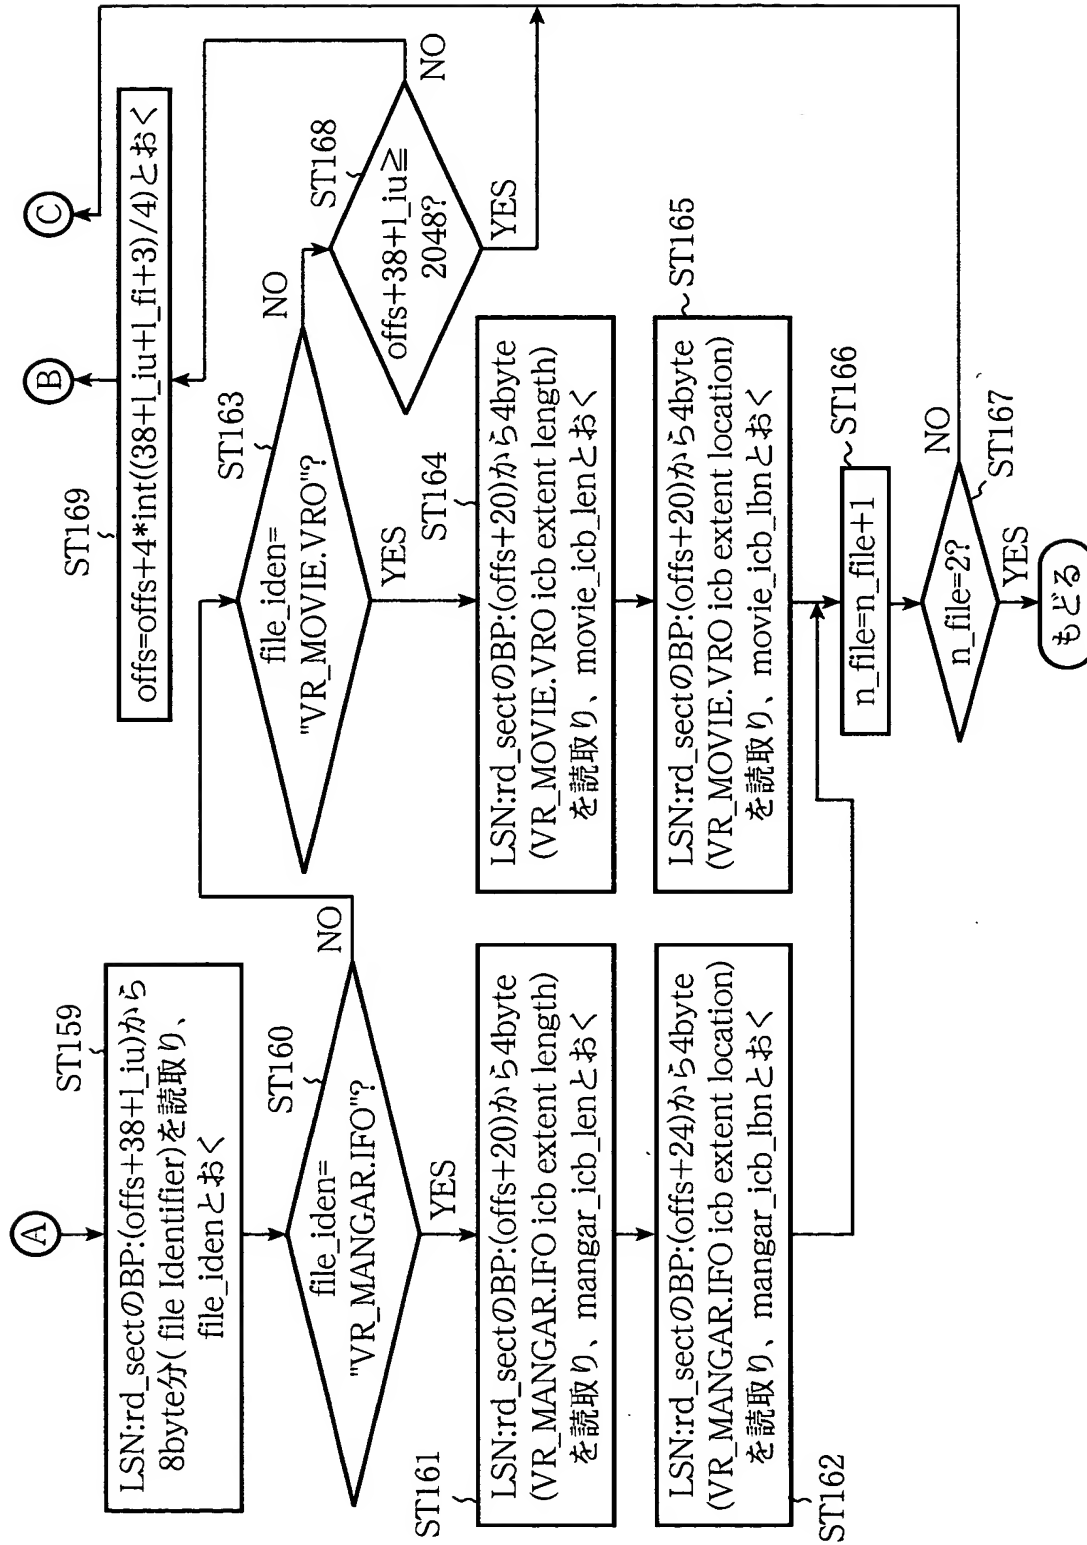 A
ST159
LSN:rd_sectのBP:(offs+38+l_iu)から
8byte分(file Identifier)を読取り、
file_idenとおく
ST160
file_iden=
"VR_MANGAR.IFO"?
NO
YES
ST161
LSN:rd_sectのBP:(offs+20)から4byte
(VR_MANGAR.IFO icb extent length)
を読取り、mangar_icb_lenとおく
LSN:rd_sectのBP:(offs+24)から4byte
(VR_MANGAR.IFO icb extent location)
を読取り、mangar_icb_lbnとおく
ST162
B
C
ST169
offs=offs+4*int((38+l_iu+l_fi+3)/4)とおく
ST163
file_iden=
"VR_MOVIE.VRO"?
NO
YES
ST168
offs+38+l_iu≧
2048?
NO
YES
ST164
LSN:rd_sectのBP:(offs+20)から4byte
(VR_MOVIE.VRO icb extent length)
を読取り、movie_icb_lenとおく
ST165
LSN:rd_sectのBP:(offs+20)から4byte
(VR_MOVIE.VRO icb extent location)
を読取り、movie_icb_lbnとおく
ST166
n_file=n_file+1
ST167
n_file=2?
NO
YES
もどる